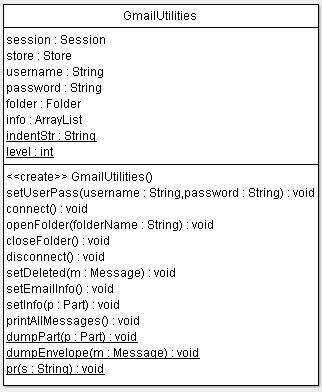 GmailUtilities
session : Session
store : Store
username : String
password : String
folder : Folder
info : ArrayList
indentStr : String
level : int
<<create>> GmailUtilities()
setUserPass(username : String,password : String) : void
connect() : void
openFolder(folderName : String) : void
closeFolder() : void
disconnect() : void
setDeleted(m : Message) : void
setEmailInfo() : void
setInfo(p : Part) : void
printAllMessages() : void
dumpPart(p : Part) : void
dumpEnvelope(m : Message) : void
pr(s : String) : void